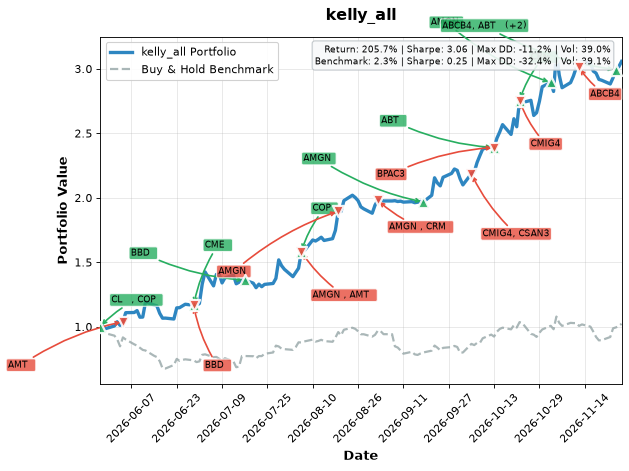 kelly_all
ABCB4, ABT (+2)
kelly_all Portfolio
Buy & Hold Benchmark
Return: 205.7% | Sharpe: 3.06 | Max DD: -11.2% | Vol: 39.0%
Benchmark: 2.3% | Sharpe: 0.25 | Max DD: -32.4% | Vol: 39.1%
3.0
2.5
2.0
1.5
1.0
Portfolio Value
ABCB4
ABT
CMIG4
AMGN
BPAC3
COP
AMGN , CRM
CMIG4, CSAN3
CME
BBD
AMGN
AMGN , AMT
CL , COP
AMT
BBD
2026-06-07
2026-06-23
2026-07-09
2026-07-25
2026-08-10
2026-08-26
2026-09-11
2026-09-27
2026-10-13
2026-10-29
2026-11-14
Date